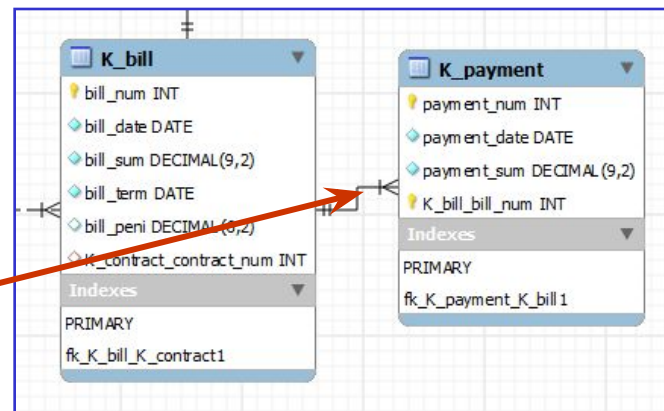 K_bill
bill_num INT
bill_date DATE
bill_sum DECIMAL(9,2)
bill_term DATE
bill_peni DECIMAL(6,2)
K_contract_contract_num INT
Indexes
PRIMARY
fk_K_bill_K_contract1
K_payment
payment_num INT
payment_date DATE
payment_sum DECIMAL(9,2)
K_bill_bill_num INT
Indexes
PRIMARY
fk_K_payment_K_bill1